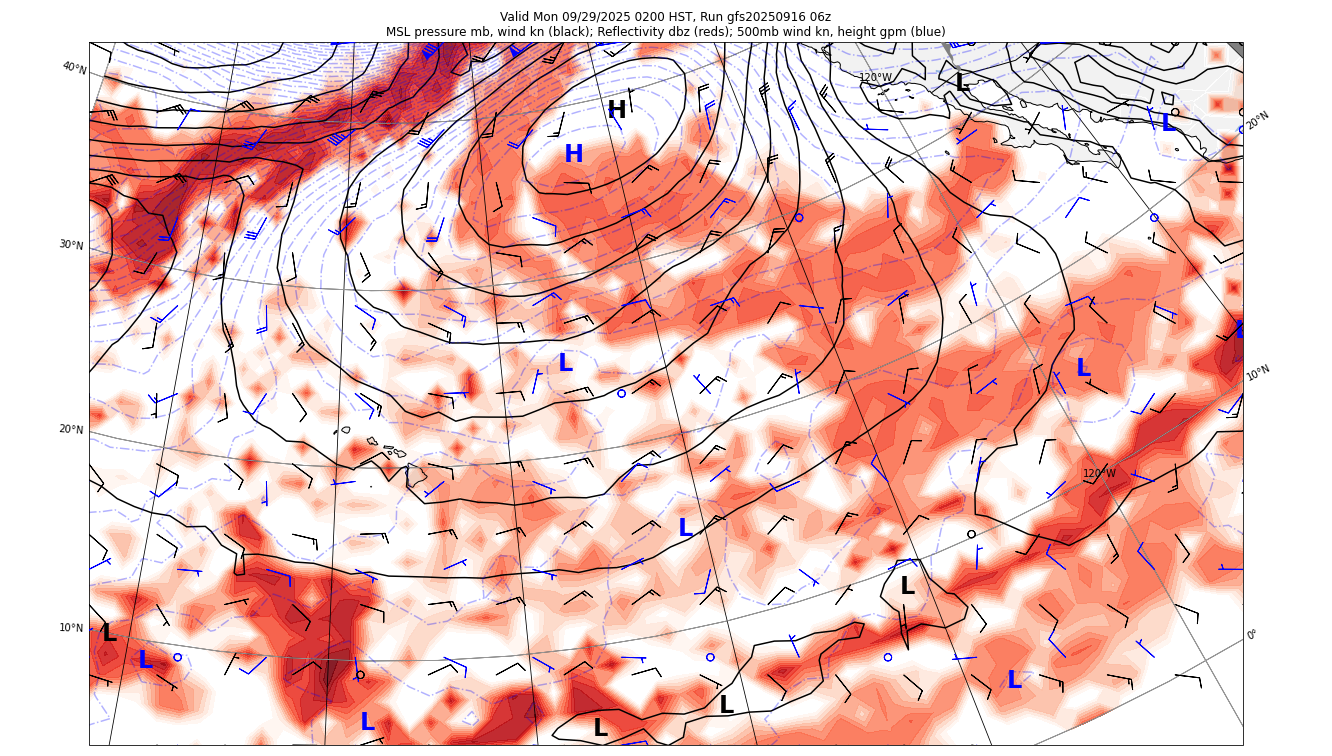 Valid Mon 09/29/2025 0200 HST, Run gfs20250916 06z
MSL pressure mb, wind kn (black); Reflectivity dbz (reds); 500mb wind kn, height gpm (blue)
40°N
120°W
L
H
L
20°N
H
30°N
L
L
10°N
20°N
120°W
L
L
10°N
L
L
0°
L
L
L
L